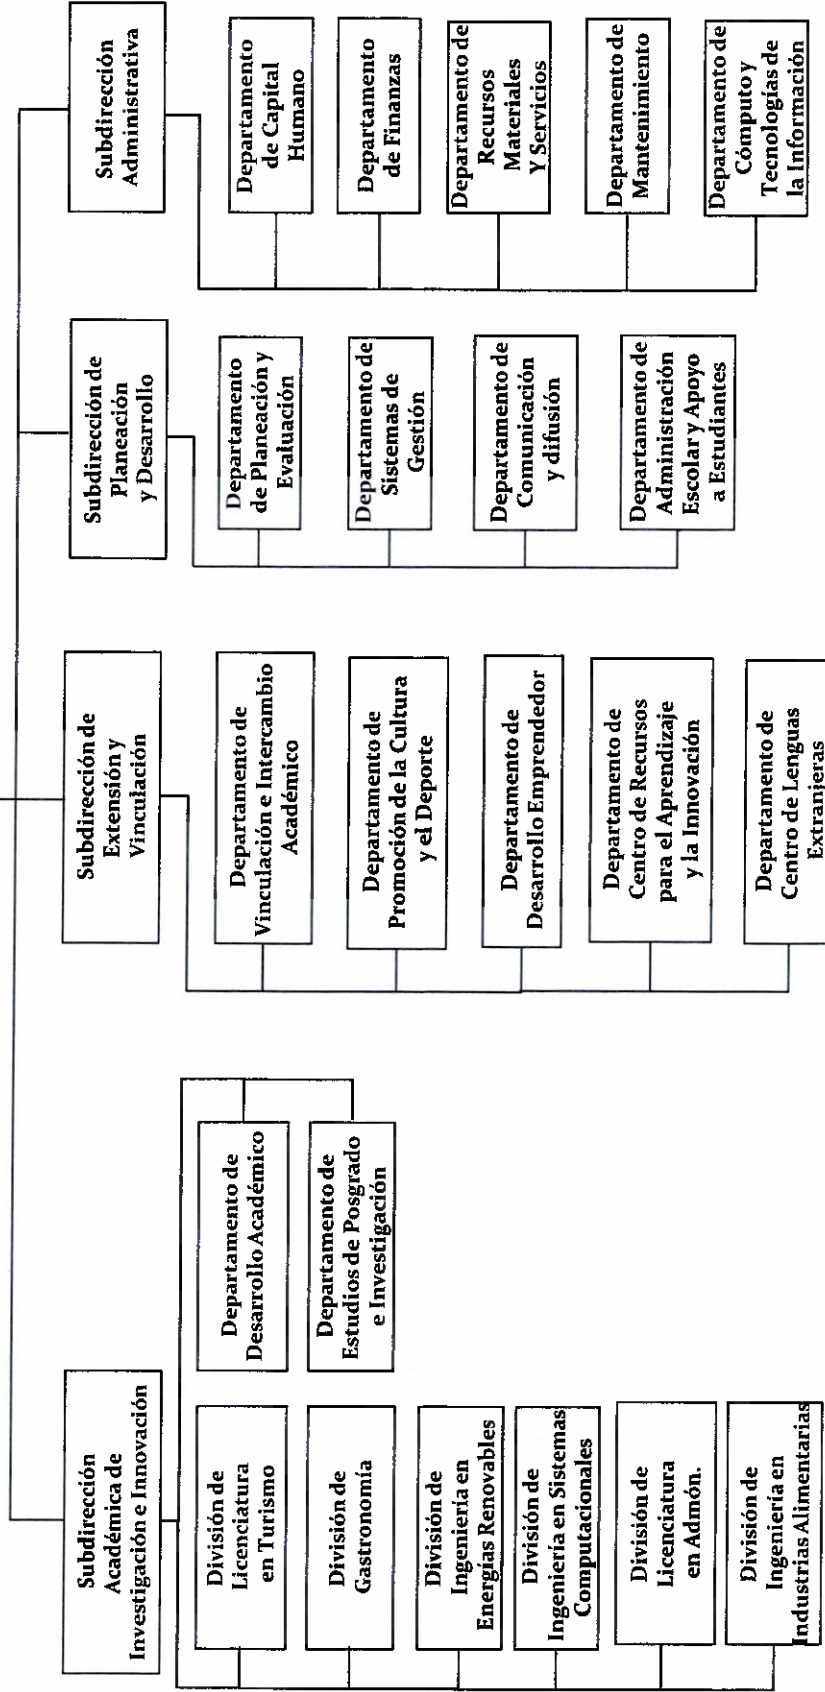 Subdirección
Académica de
Investigación e Innovación
División de
Licenciatura
en Turismo
División de
Gastronomía
División de
Ingeniería en
Energías Renovables
División de
Ingeniería en Sistemas
Computacionales
División de
Licenciatura
en Admón.
División de
Ingeniería en
Industrias Alimentarias
Departamento de
Desarrollo Académico
Departamento de
Estudios de Posgrado
e Investigación
Subdirección de
Extensión y
Vinculación
Departamento de
Vinculación e Intercambio
Académico
Departamento de
Promoción de la Cultura
y el Deporte
Departamento de
Desarrollo Emprendedor
Departamento de
Centro de Recursos
para el Aprendizaje
y la Innovación
Departamento de
Centro de Lenguas
Extranjeras
Subdirección de
Planeación
y Desarrollo
Departamento
de Planeación y
Evaluación
Departamento de
Sistemas de
Gestión
Departamento de
Comunicación
y difusión
Departamento de
Administración
Escolar y Apoyo
a Estudiantes
Subdirección
Administrativa
Departamento
de Capital
Humano
Departamento
de Finanzas
Departamento de
Recursos
Materiales
Y Servicios
Departamento de
Mantenimiento
Departamento de
Cómputo y
Tecnologías de
la Información